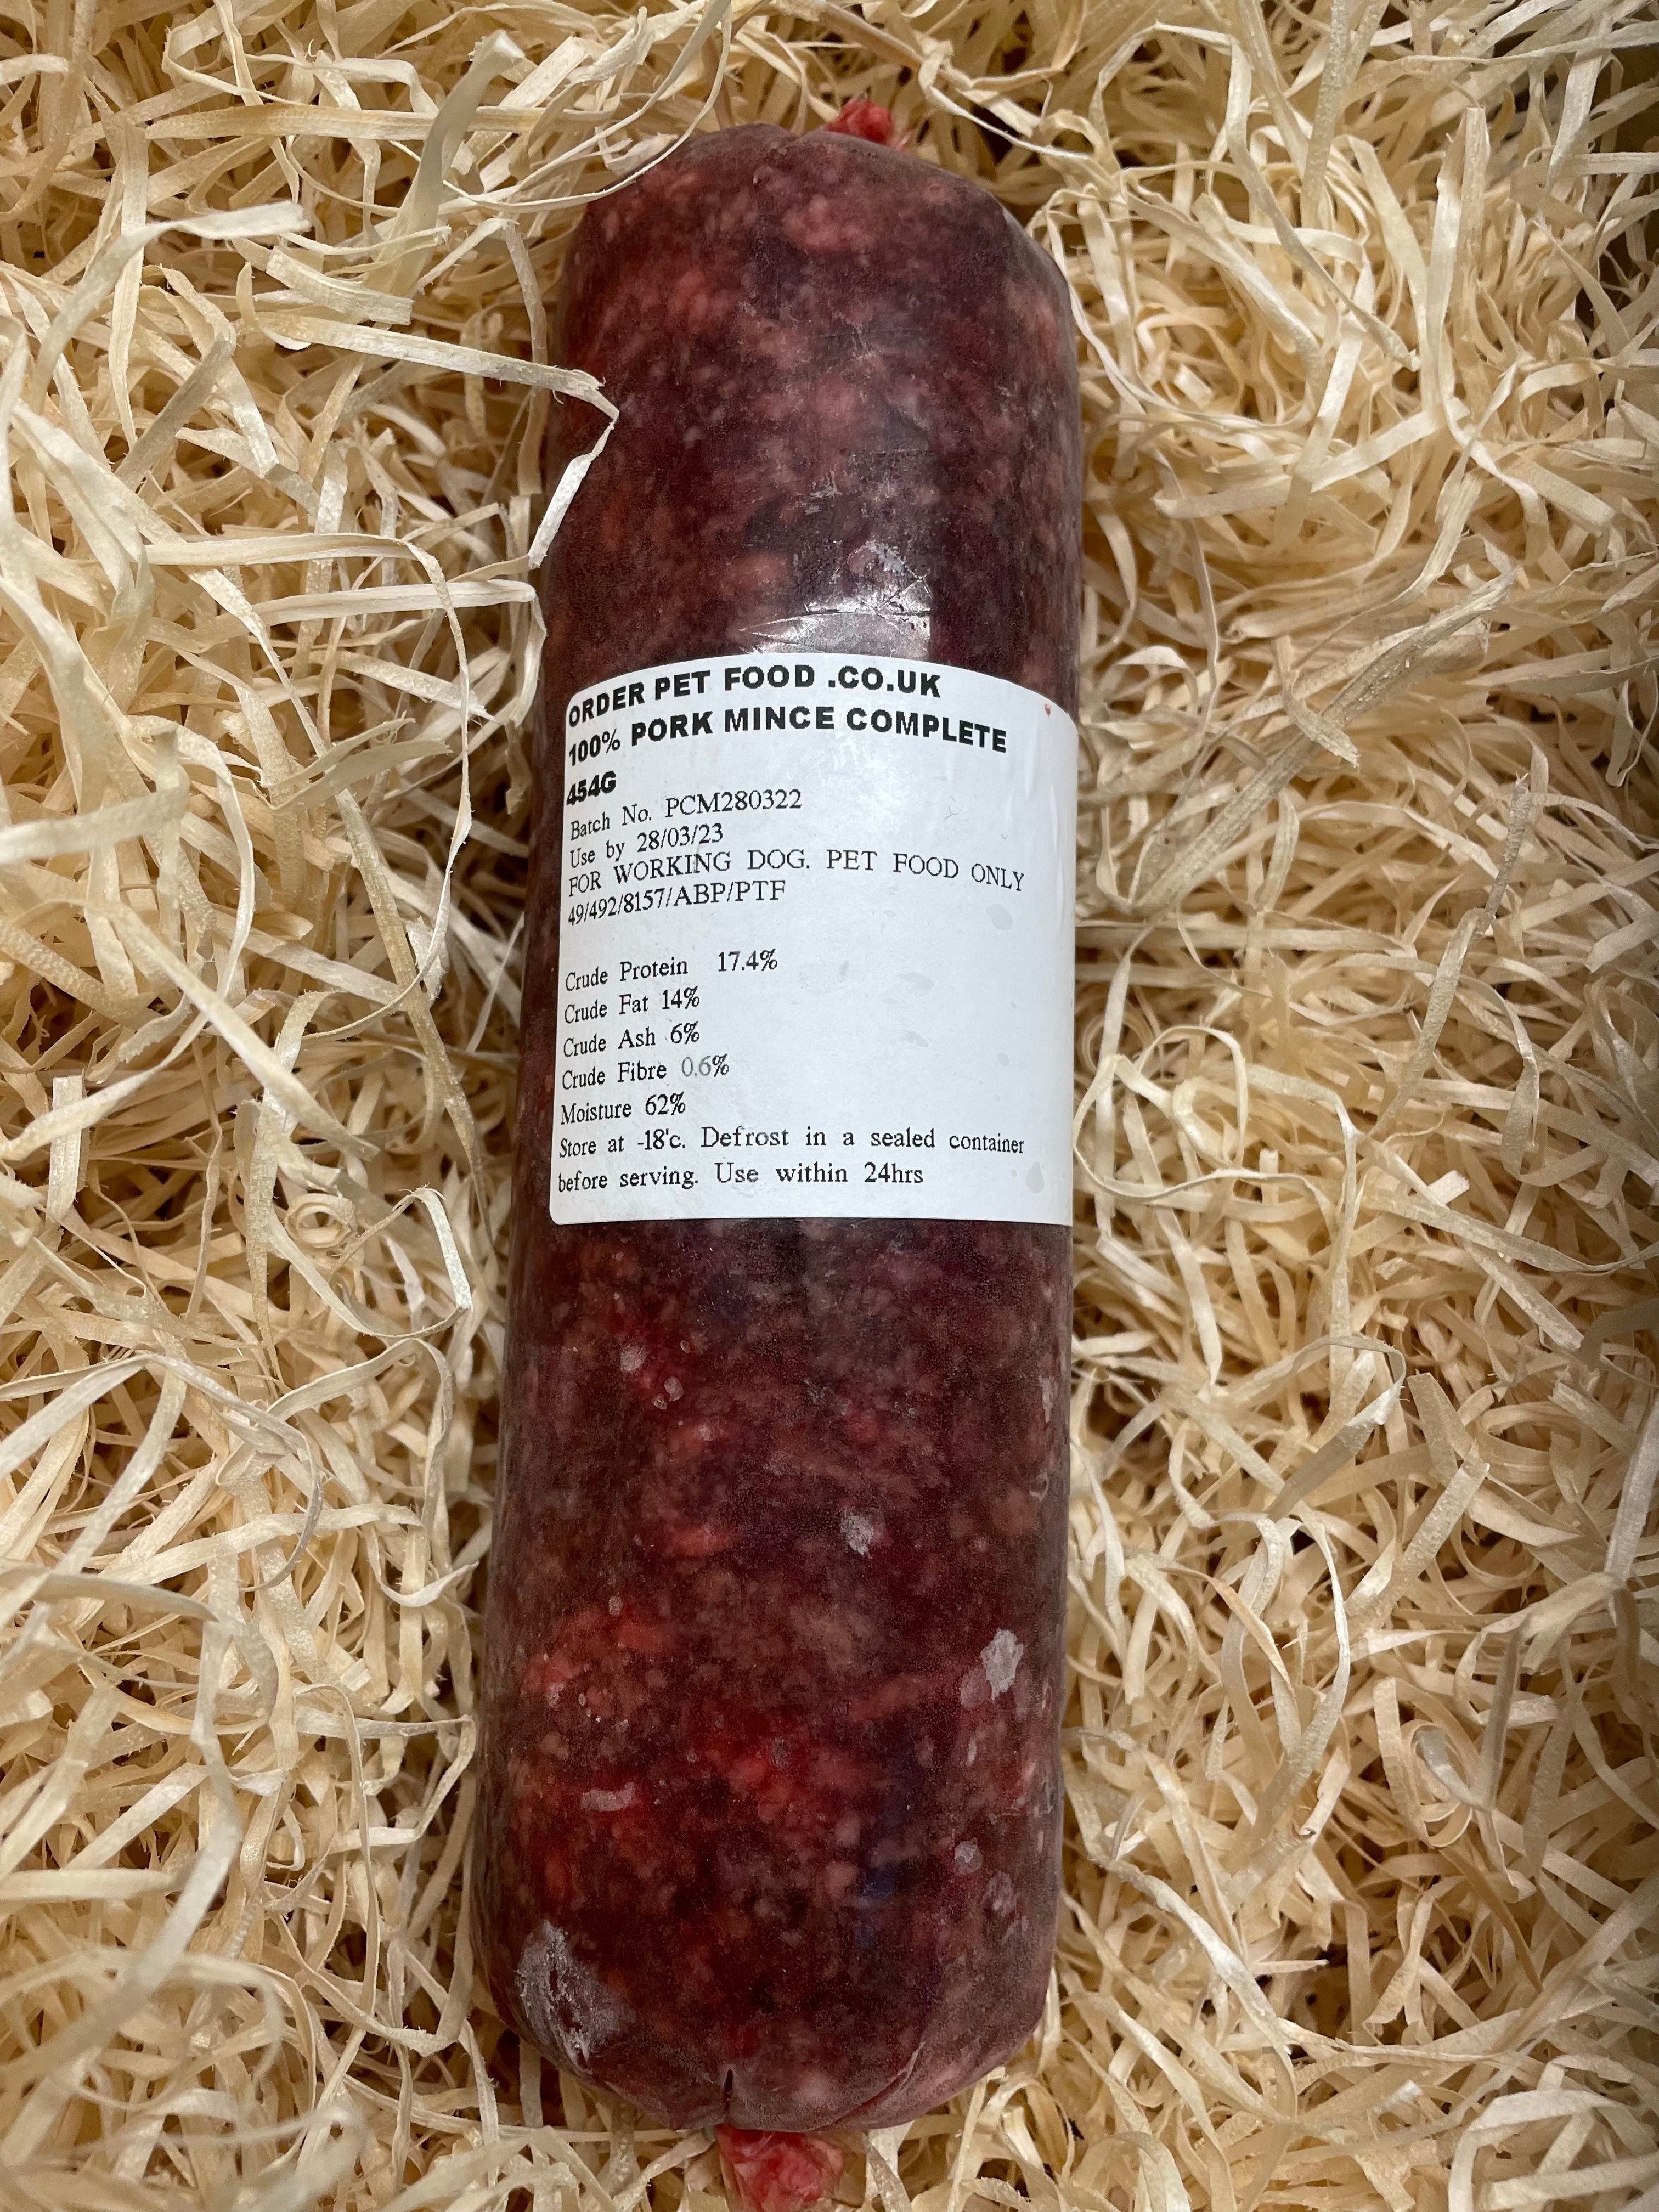 ORDER PET FOOD .CO.UK
100% PORK MINCE COMPLETE
454G
Batch No. PCM280322
Use by 28/03/23
FOR WORKING DOG. PET FOOD ONLY
49/492/8157/ABP/PTF
Crude Protein 17.4%
Crude Fat 14%
Crude Ash 6%
Crude Fibre 0.6%
Moisture 62%
Store at -18'c. Defrost in a sealed container
before serving. Use within 24hrs